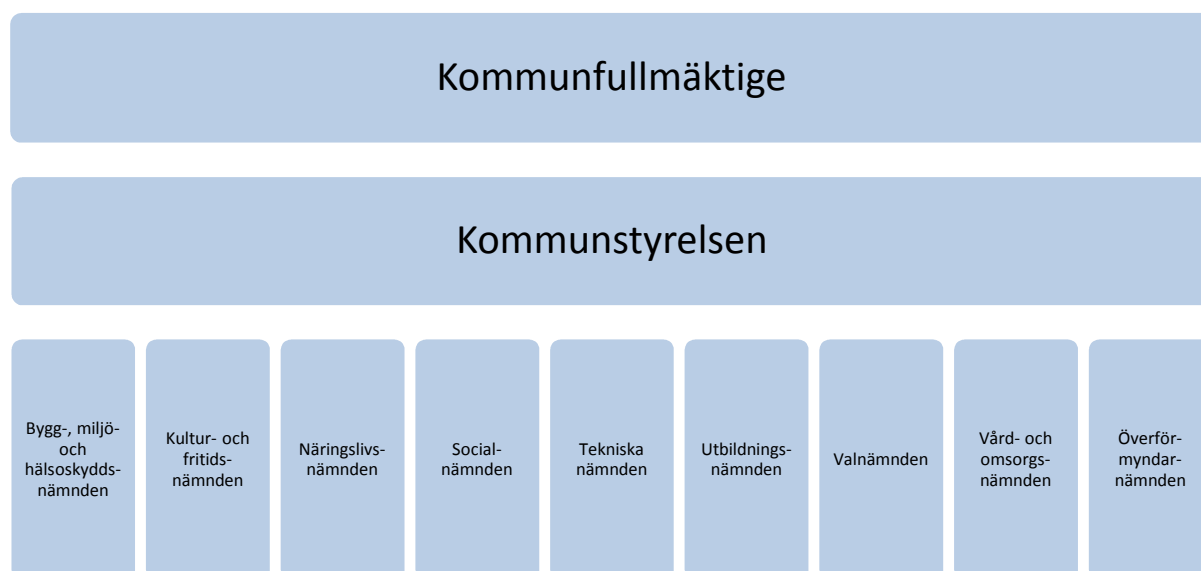 Kommunfullmäktige
Kommunstyrelsen
Bygg-, miljö-
och
hälsoskydds-
nämnden
Kultur- och
fritids-
nämnden
Näringslivs-
nämnden
Social-
nämnden
Tekniska
nämnden
Utbildnings-
nämnden
Valnämnden
Vård- och
omsorgs-
nämnden
Överför-
myndar-
nämnden